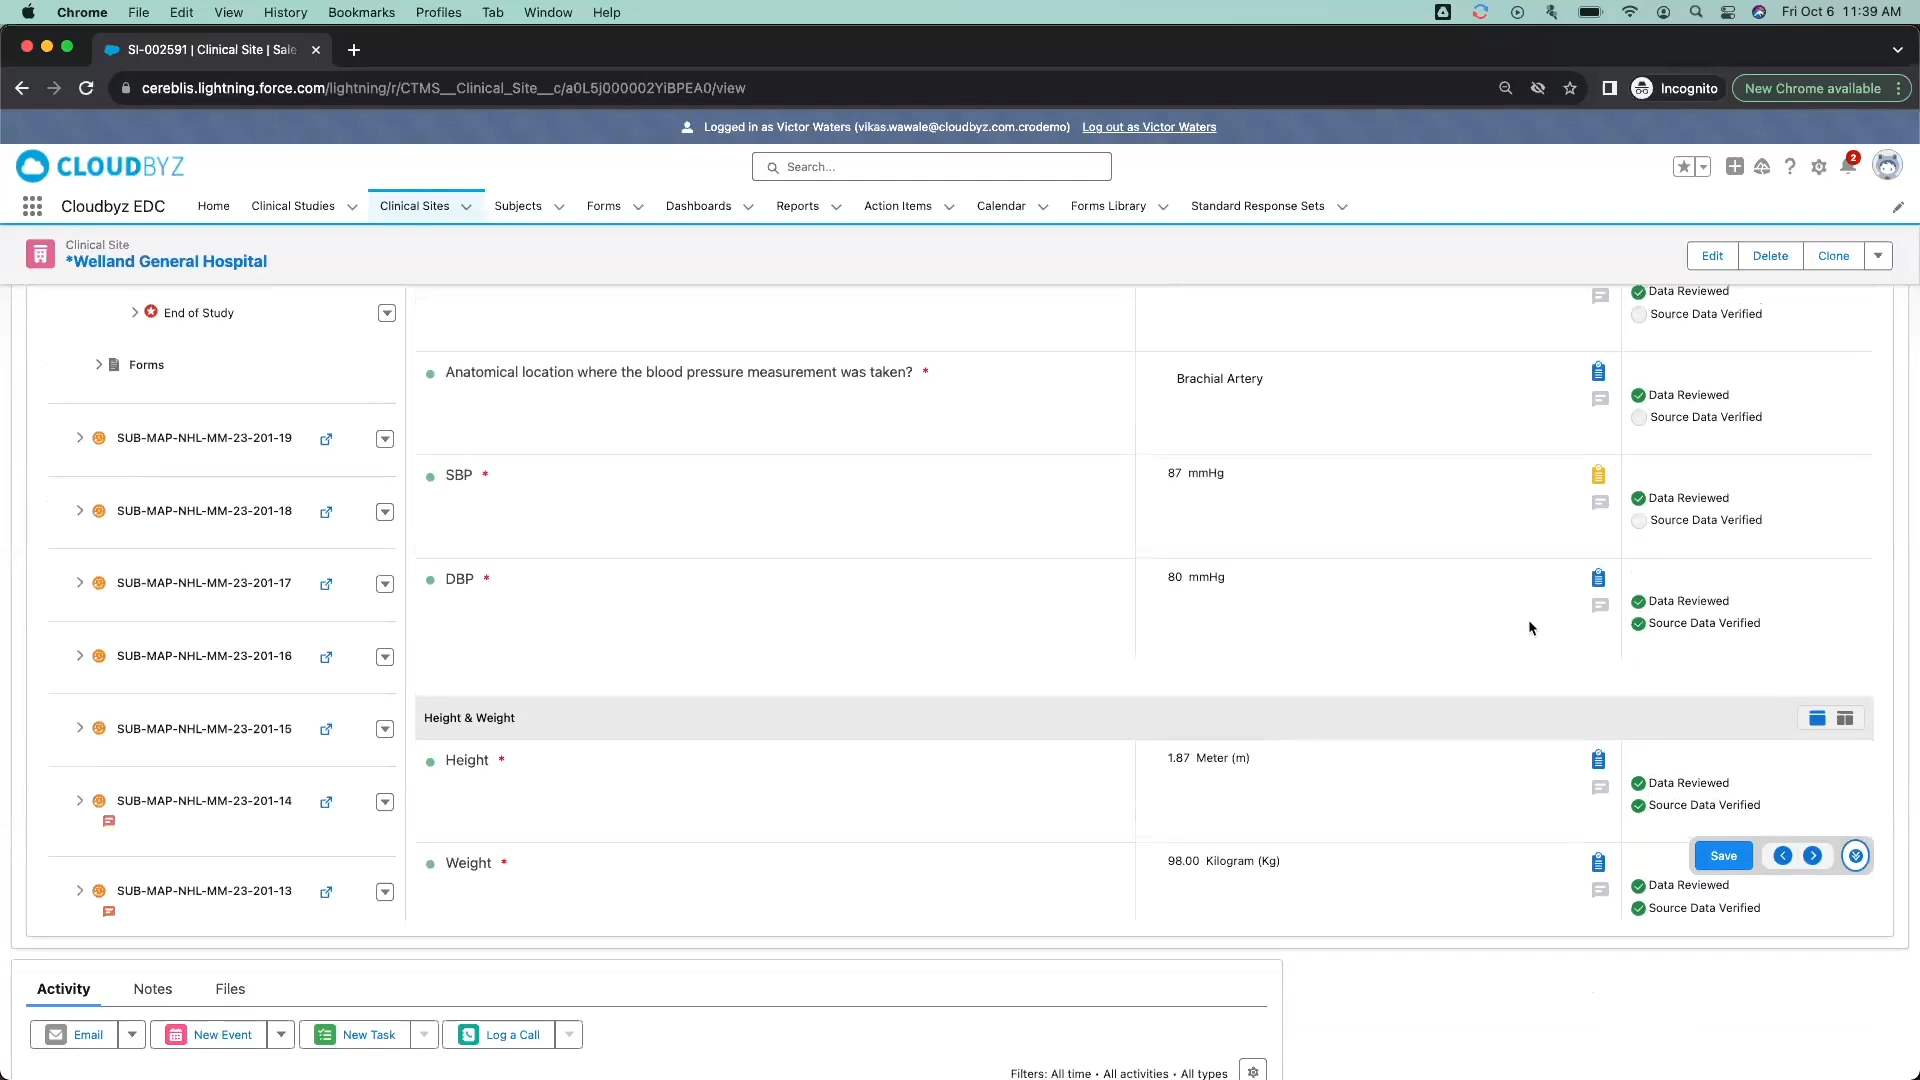 Chrome File Edit View History Bookmarks Profiles Tab Window Help Fri Oct 6 11:39 AM
SI-002591 | Clinical Site | Sale
cereblis.lightning.force.com/lightning/r/CTMS__Clinical_Site__c/a0L5j000002YiBPEA0/view Incognito New Chrome available
Logged in as Victor Waters (vikas.wawale@cloudbyz.com.crodemo) Log out as Victor Waters
CLOUDBYZ Search... 2
Cloudbyz EDC Home Clinical Studies Clinical Sites Subjects Forms Dashboards Reports Action Items Calendar Forms Library Standard Response Sets
Clinical Site
*Welland General Hospital
Edit Delete Clone
End of Study
Forms
SUB-MAP-NHL-MM-23-201-19
SUB-MAP-NHL-MM-23-201-18
SUB-MAP-NHL-MM-23-201-17
SUB-MAP-NHL-MM-23-201-16
SUB-MAP-NHL-MM-23-201-15
SUB-MAP-NHL-MM-23-201-14
SUB-MAP-NHL-MM-23-201-13
Data Reviewed
Source Data Verified
Anatomical location where the blood pressure measurement was taken? * Brachial Artery
Data Reviewed
Source Data Verified
SBP * 87 mmHg
Data Reviewed
Source Data Verified
DBP * 80 mmHg
Data Reviewed
Source Data Verified
Height & Weight
Height * 1.87 Meter (m)
Data Reviewed
Source Data Verified
Weight * 98.00 Kilogram (Kg)
Save
Data Reviewed
Source Data Verified
Activity Notes Files
Email New Event New Task Log a Call
Filters: All time • All activities • All types